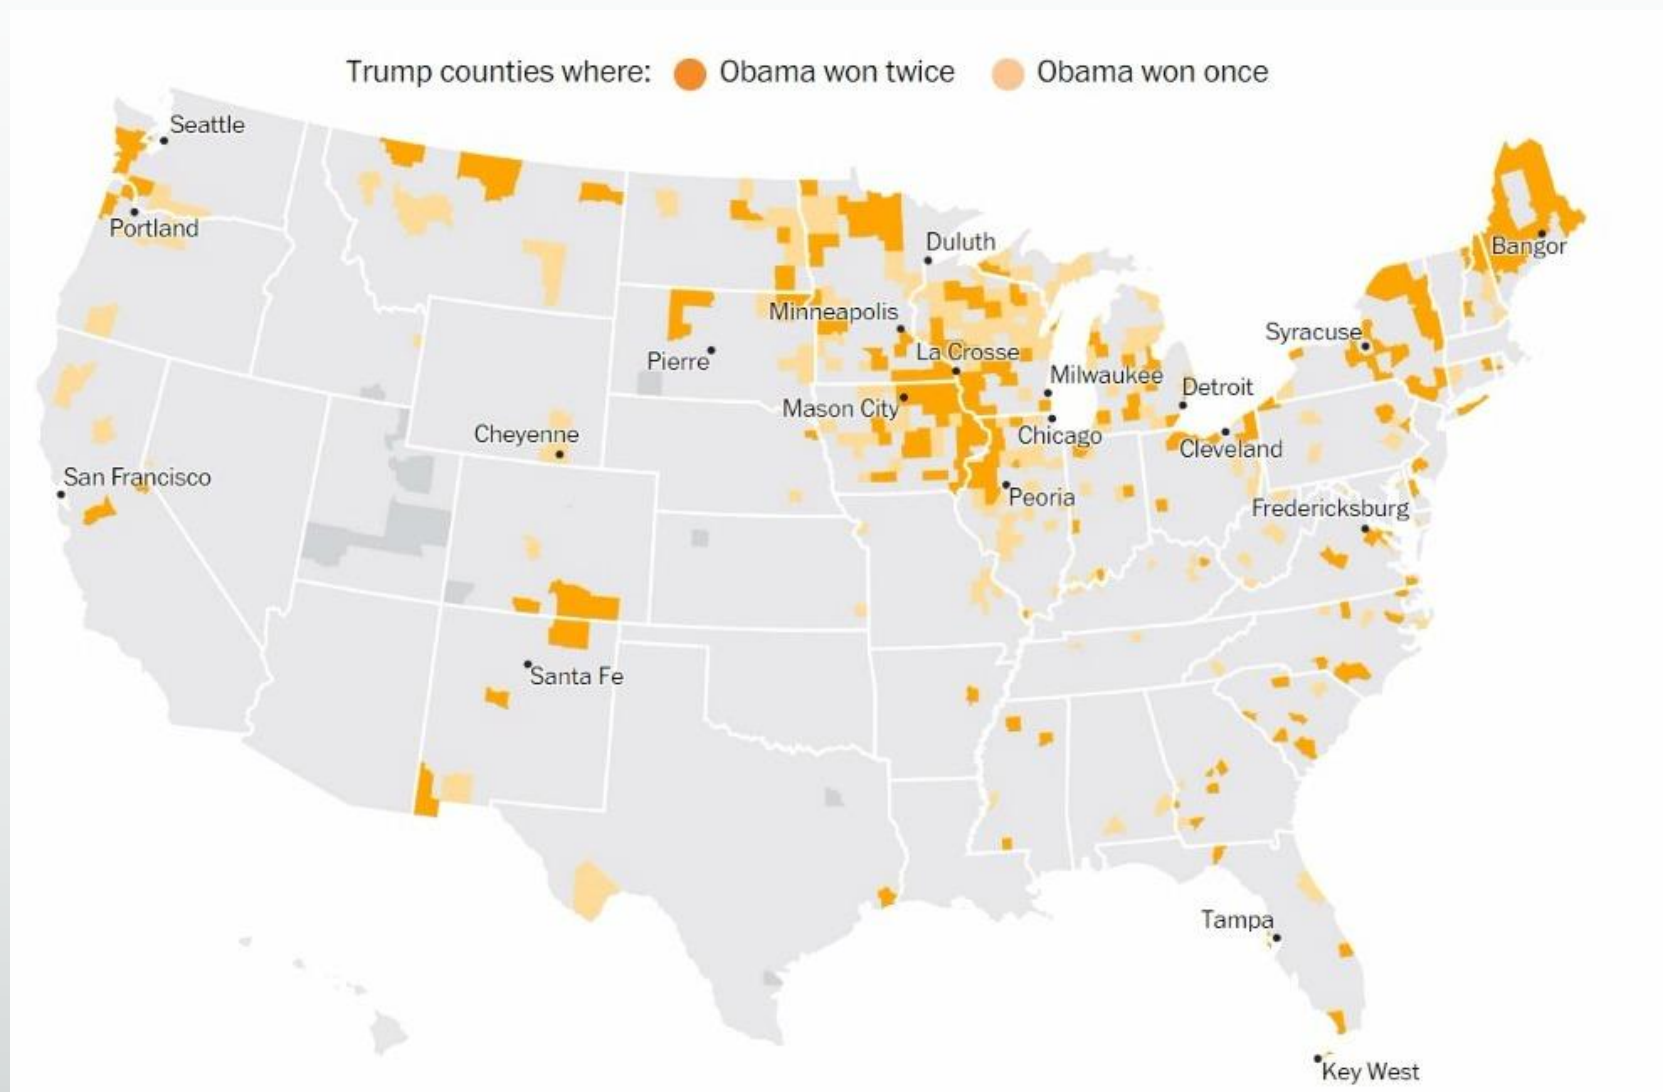 Trump counties where: Obama won twice Obama won once
Seattle
Portland
Duluth
Bangor
Minneapolis
Syracuse
La Crosse
Pierre
Milwaukee
Detroit
Mason City
Cheyenne
Chicago
Cleveland
San Francisco
Peoria
Fredericksburg
Santa Fe
Tampa
Key West